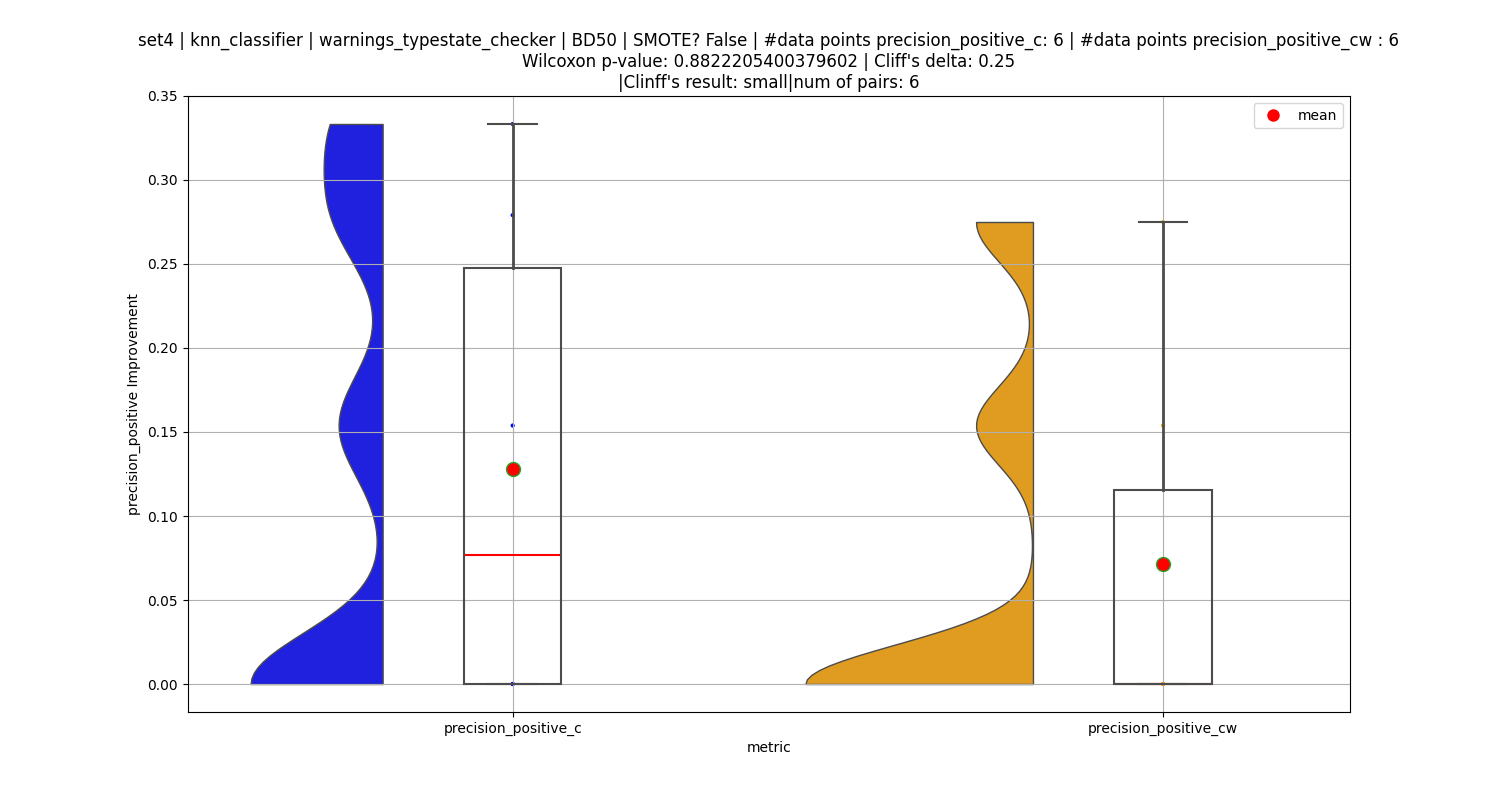 set4 | knn_classifier | warnings_typestate_checker | BD50 | SMOTE? False | #data points precision_positive_c: 6 | #data points precision_positive_cw : 6
Wilcoxon p-value: 0.8822205400379602 | Cliff's delta: 0.25
|Clinff's result: small|num of pairs: 6
mean
precision_positive Improvement
0.35
0.30
0.25
0.20
0.15
0.10
0.05
0.00
precision_positive_c
precision_positive_cw
metric